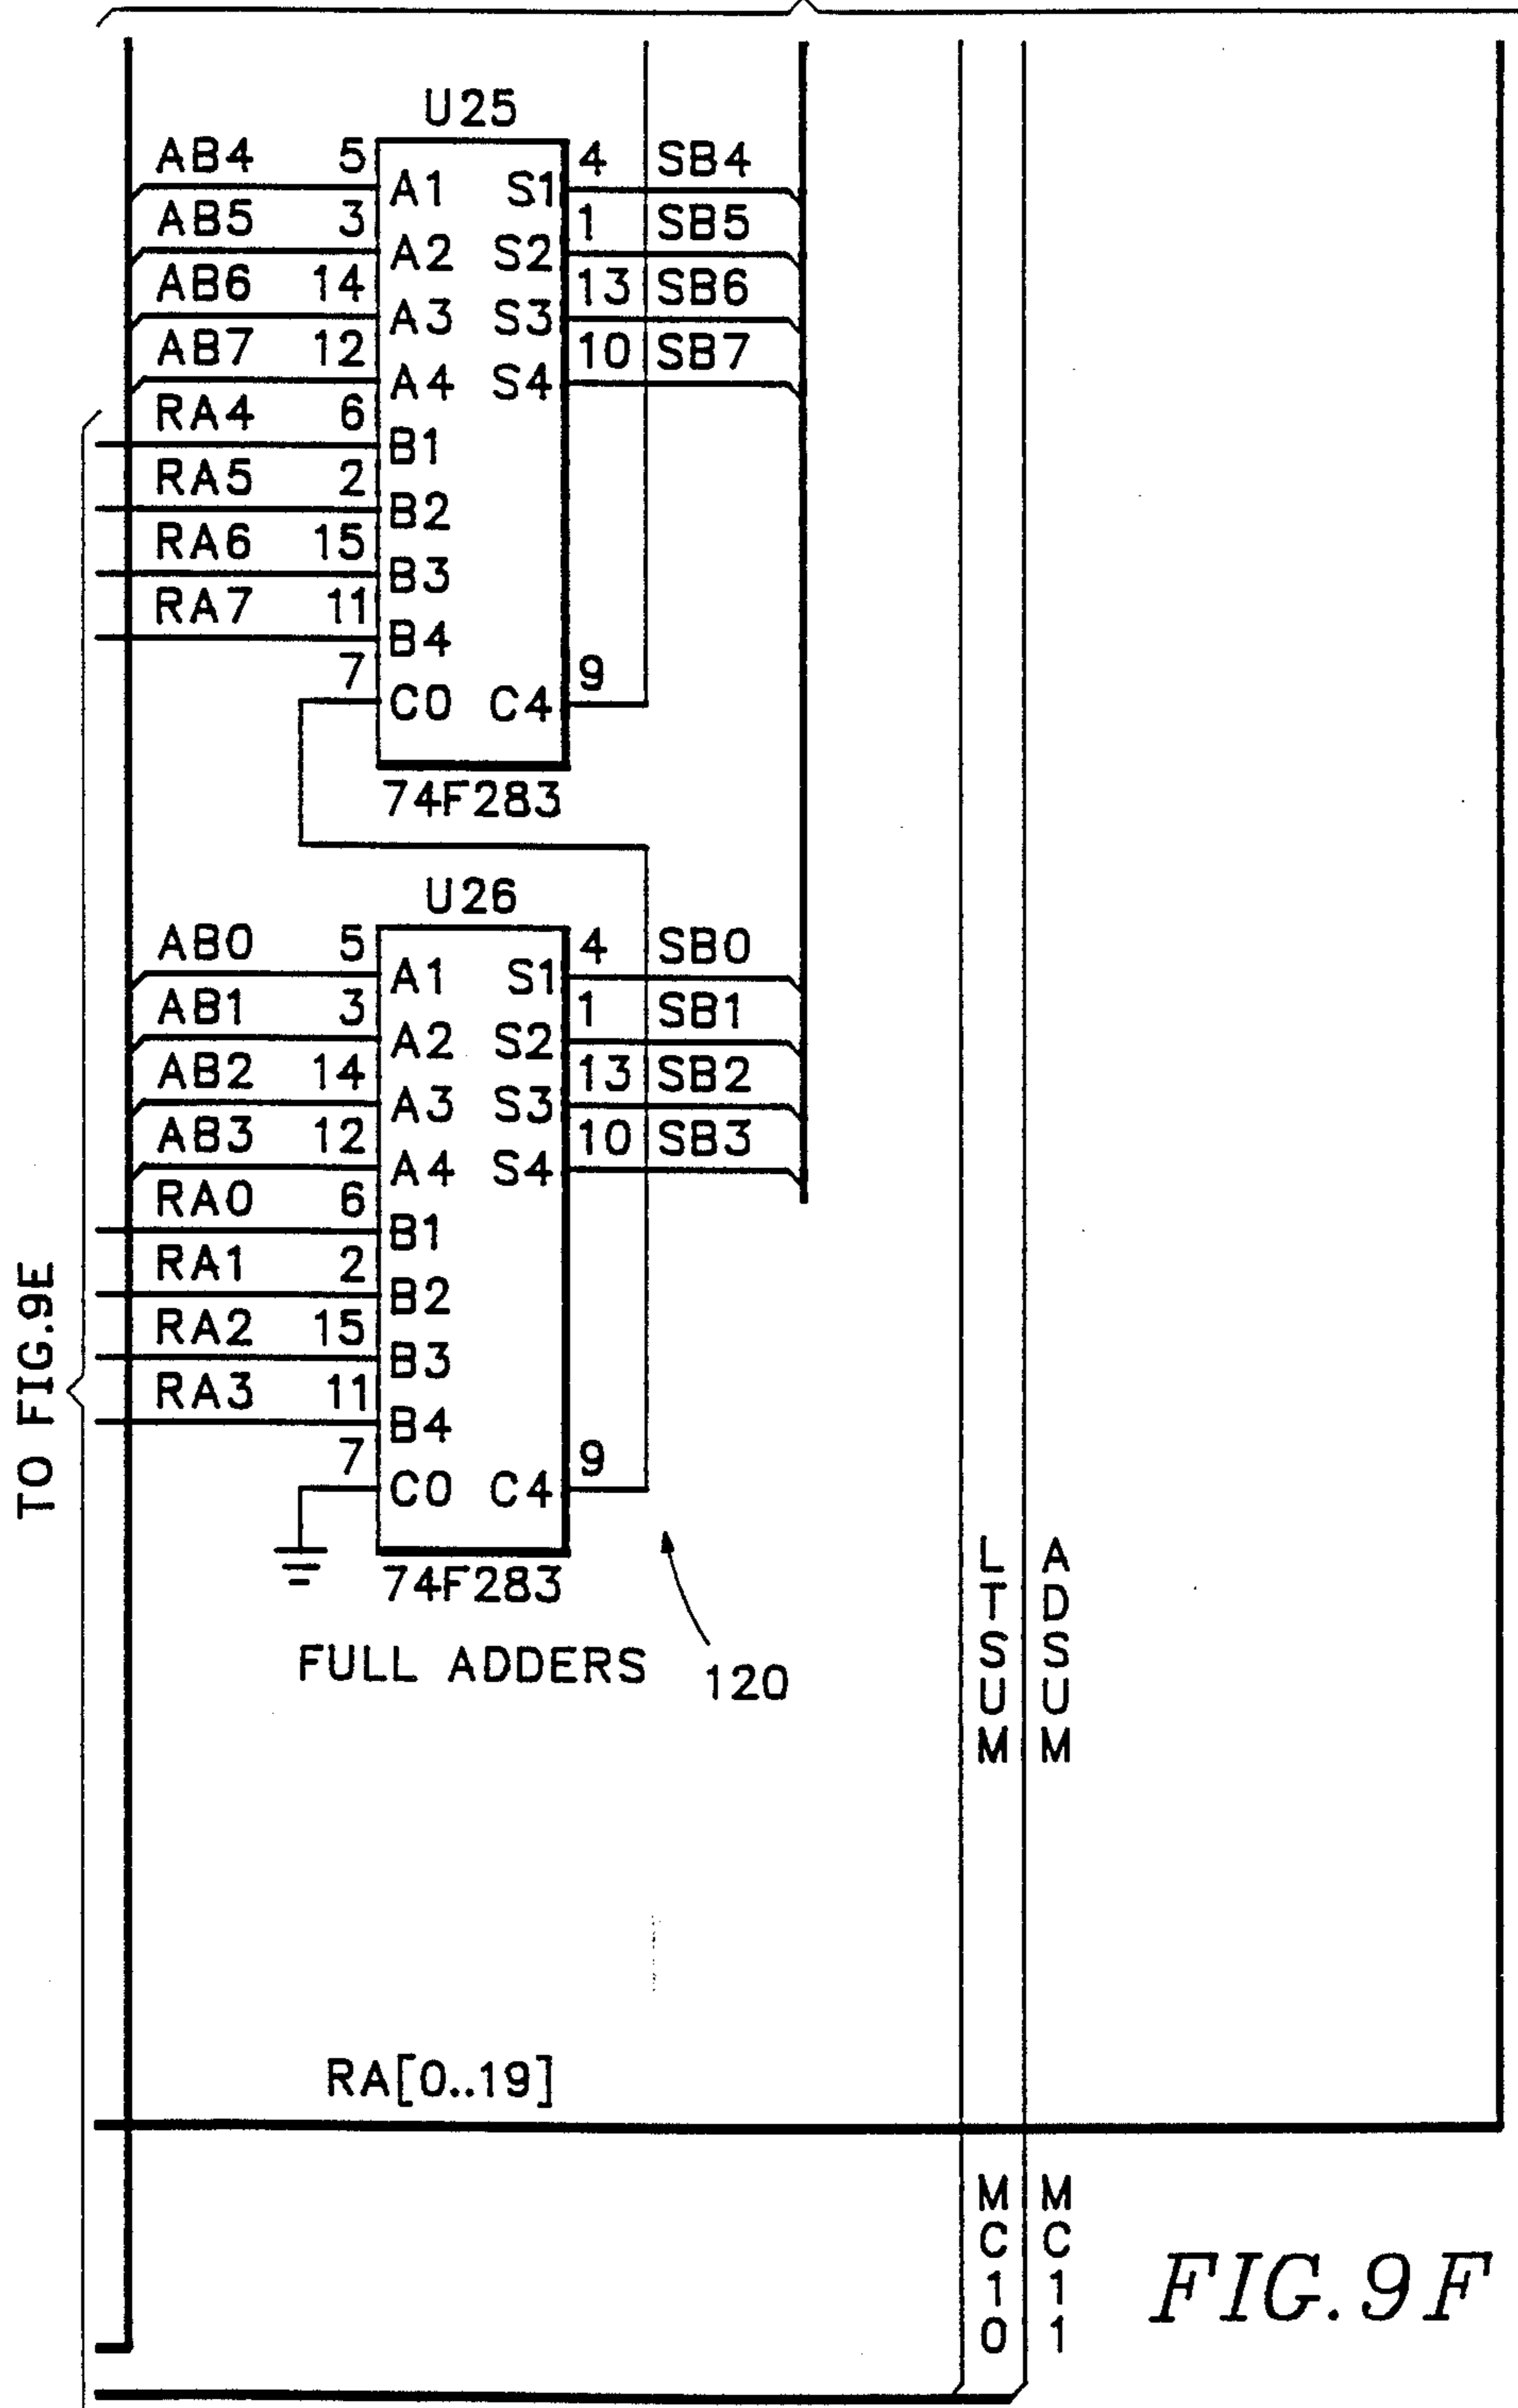 U25
AB4 5 A1 S1 4 SB4
AB5 3 A2 S2 1 SB5
AB6 14 A3 S3 13 SB6
AB7 12 A4 S4 10 SB7
RA4 6 B1
RA5 2 B2
RA6 15 B3
RA7 11 B4
7 C0 C4 9
74F283
U26
AB0 5 A1 S1 4 SB0
AB1 3 A2 S2 1 SB1
AB2 14 A3 S3 13 SB2
AB3 12 A4 S4 10 SB3
RA0 6 B1
RA1 2 B2
RA2 15 B3
RA3 11 B4
7 C0 C4 9
74F283
FULL ADDERS 120
TO FIG.9E
LTSUM
ADSUM
RA[0..19]
MC10
MC11
FIG.9F